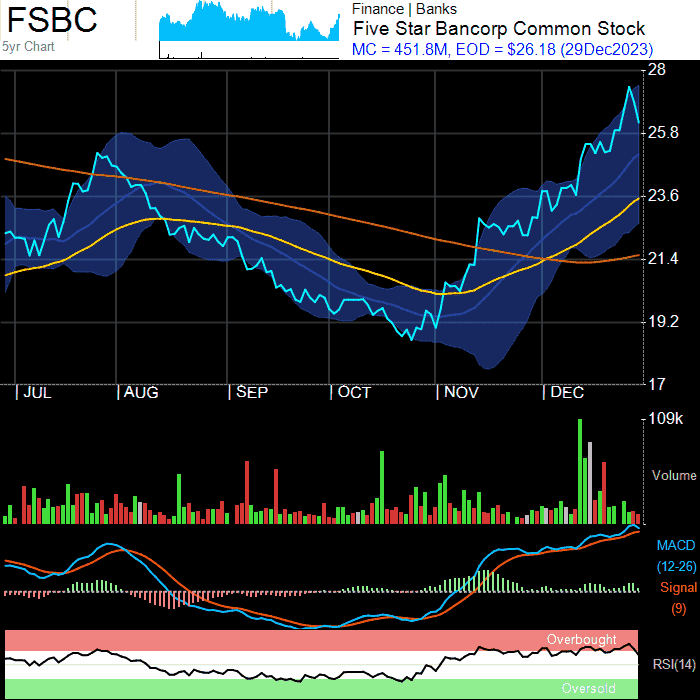 FSBC
5yr Chart
Finance | Banks
Five Star Bancorp Common Stock
MC = 451.8M, EOD = $26.18 (29Dec2023)
28
25.8
23.6
21.4
19.2
17
JUL AUG SEP OCT NOV DEC
109k
Volume
MACD
(12-26)
Signal
(9)
Overbought
RSI(14)
Oversold